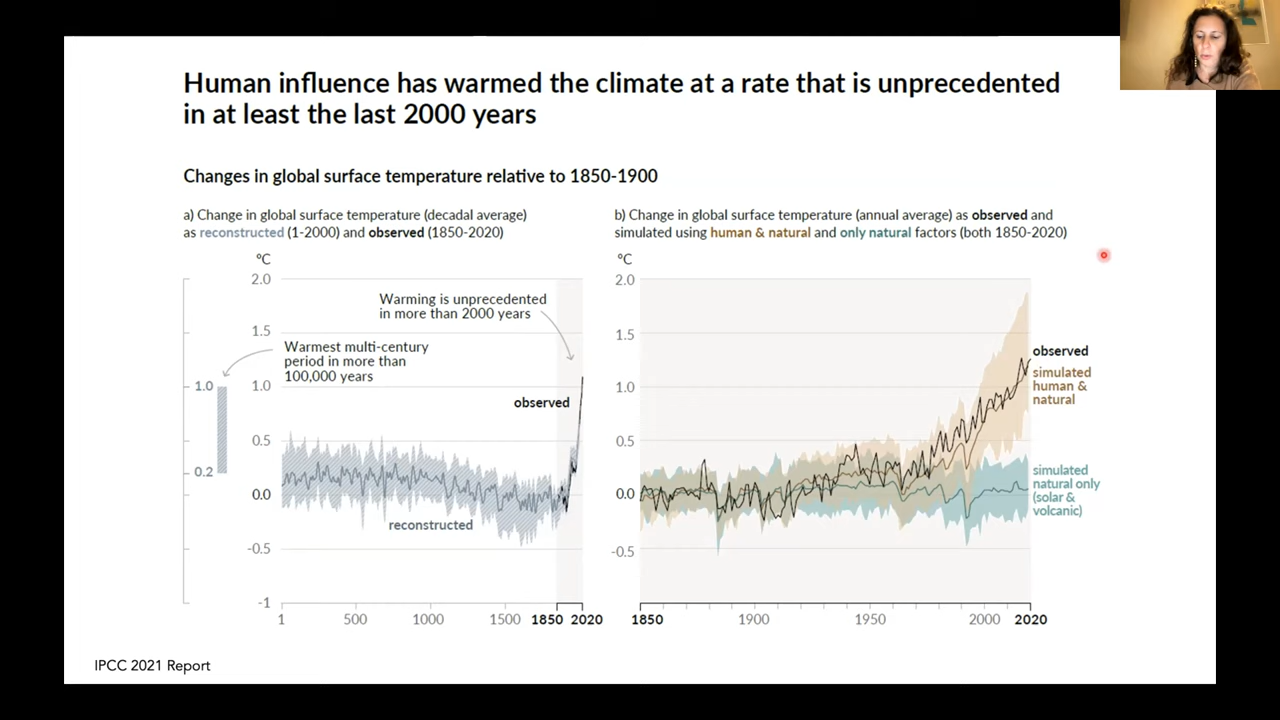 Human influence has warmed the climate at a rate that is unprecedented
in at least the last 2000 years
Changes in global surface temperature relative to 1850-1900
a) Change in global surface temperature (decadal average)
as reconstructed (1-2000) and observed (1850-2020)
°C
2.0
1.5
1.0
0.5
0.0
-0.5
-1
1.0
0.2
Warming is unprecedented
in more than 2000 years
Warmest multi-century
period in more than
100,000 years
observed
reconstructed
1 500 1000 1500 1850 2020
b) Change in global surface temperature (annual average) as observed and
simulated using human & natural and only natural factors (both 1850-2020)
°C
2.0
1.5
1.0
0.5
0.0
-0.5
observed
simulated
human &
natural
simulated
natural only
(solar &
volcanic)
1850 1900 1950 2000 2020
IPCC 2021 Report